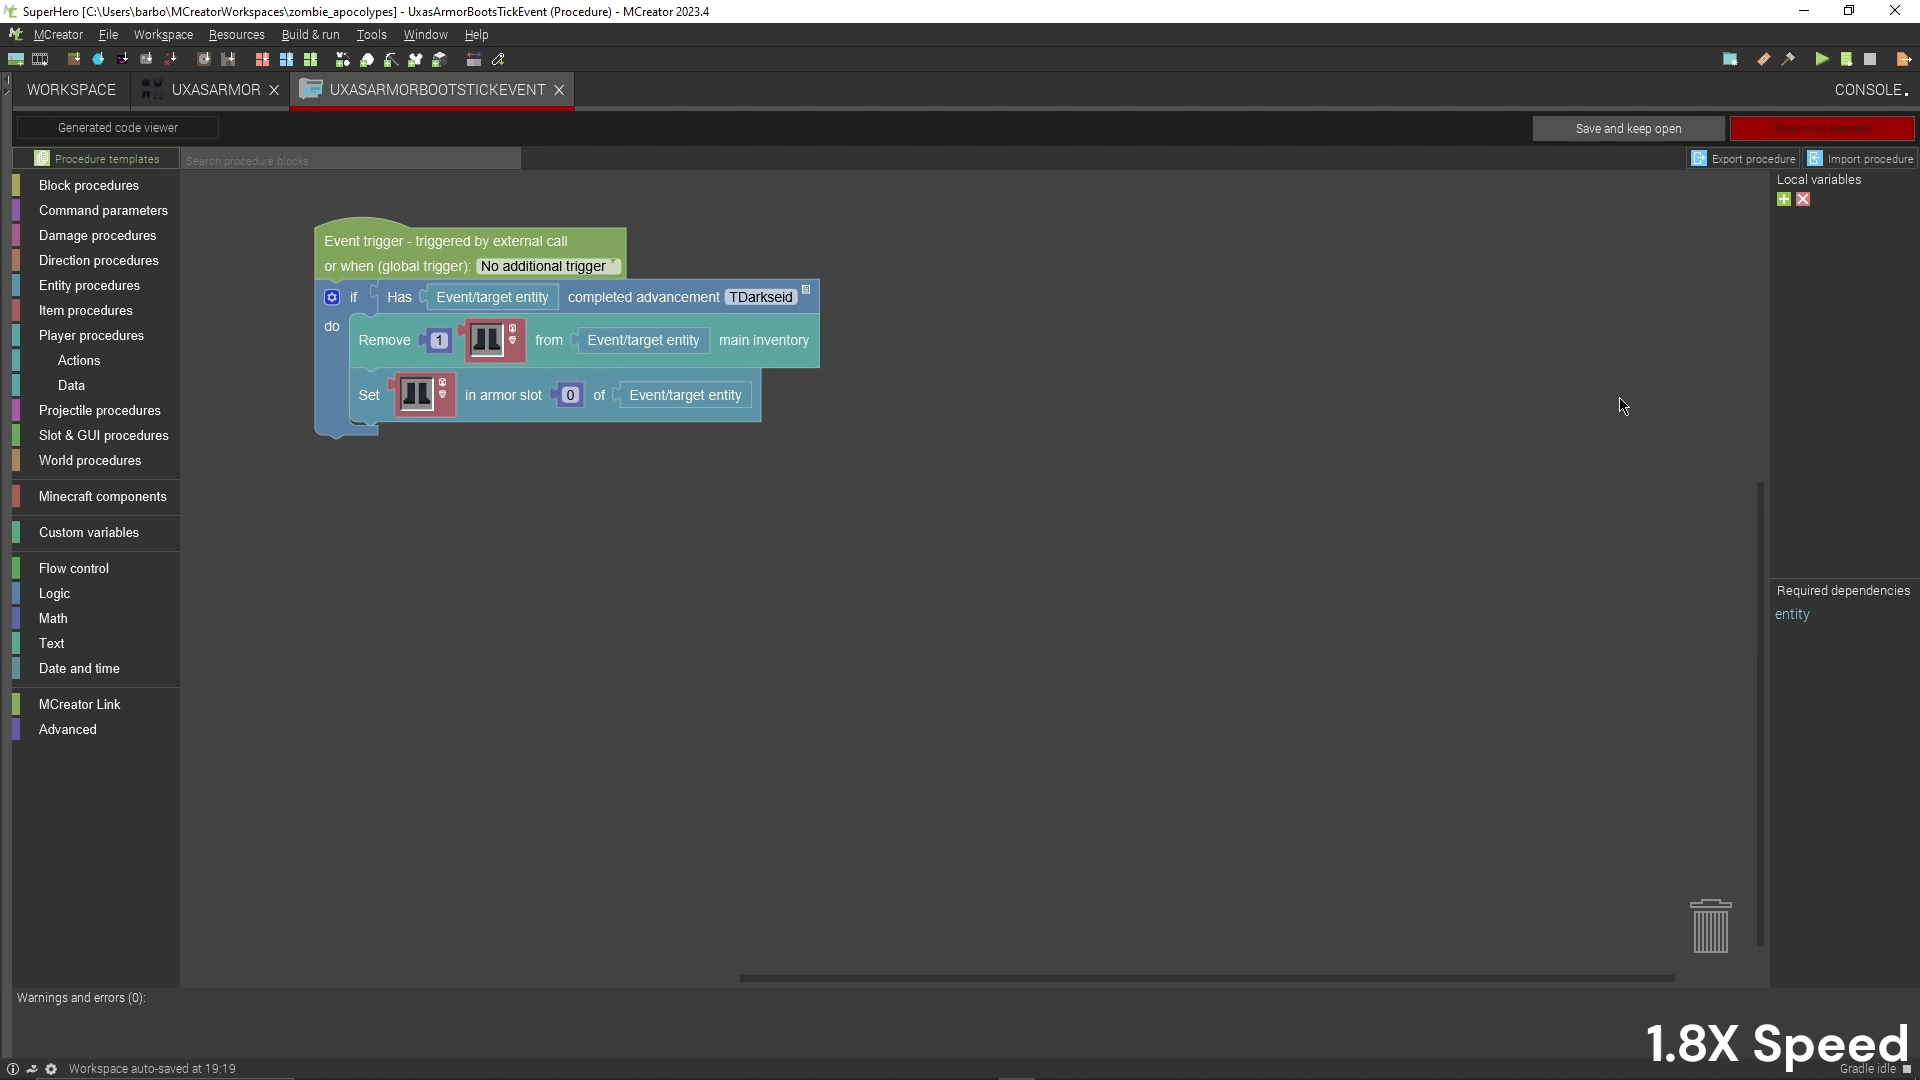 SuperHero [C:\Users\barbo\MCreatorWorkspaces\zombie_apocolypes] - UxasArmorBootsTickEvent (Procedure) - MCreator 2023.4
MCreator File Workspace Resources Build & run Tools Window Help
WORKSPACE UXASARMOR UXASARMORBOOTSTICKEVENT CONSOLE
Generated code viewer Save and keep open
Procedure templates Search procedure blocks Export procedure Import procedure
Local variables
Block procedures
Command parameters
Damage procedures
Direction procedures
Entity procedures
Item procedures
Player procedures
Actions
Data
Projectile procedures
Slot & GUI procedures
World procedures
Minecraft components
Custom variables
Flow control
Logic
Math
Text
Date and time
MCreator Link
Advanced
Event trigger - triggered by external call
or when (global trigger): No additional trigger
if Has Event/target entity completed advancement TDarkseid
do
Remove 1 from Event/target entity main inventory
Set in armor slot 0 of Event/target entity
Required dependencies
entity
Warnings and errors (0):
1.8X Speed
Workspace auto-saved at 19:19
Gradle idle